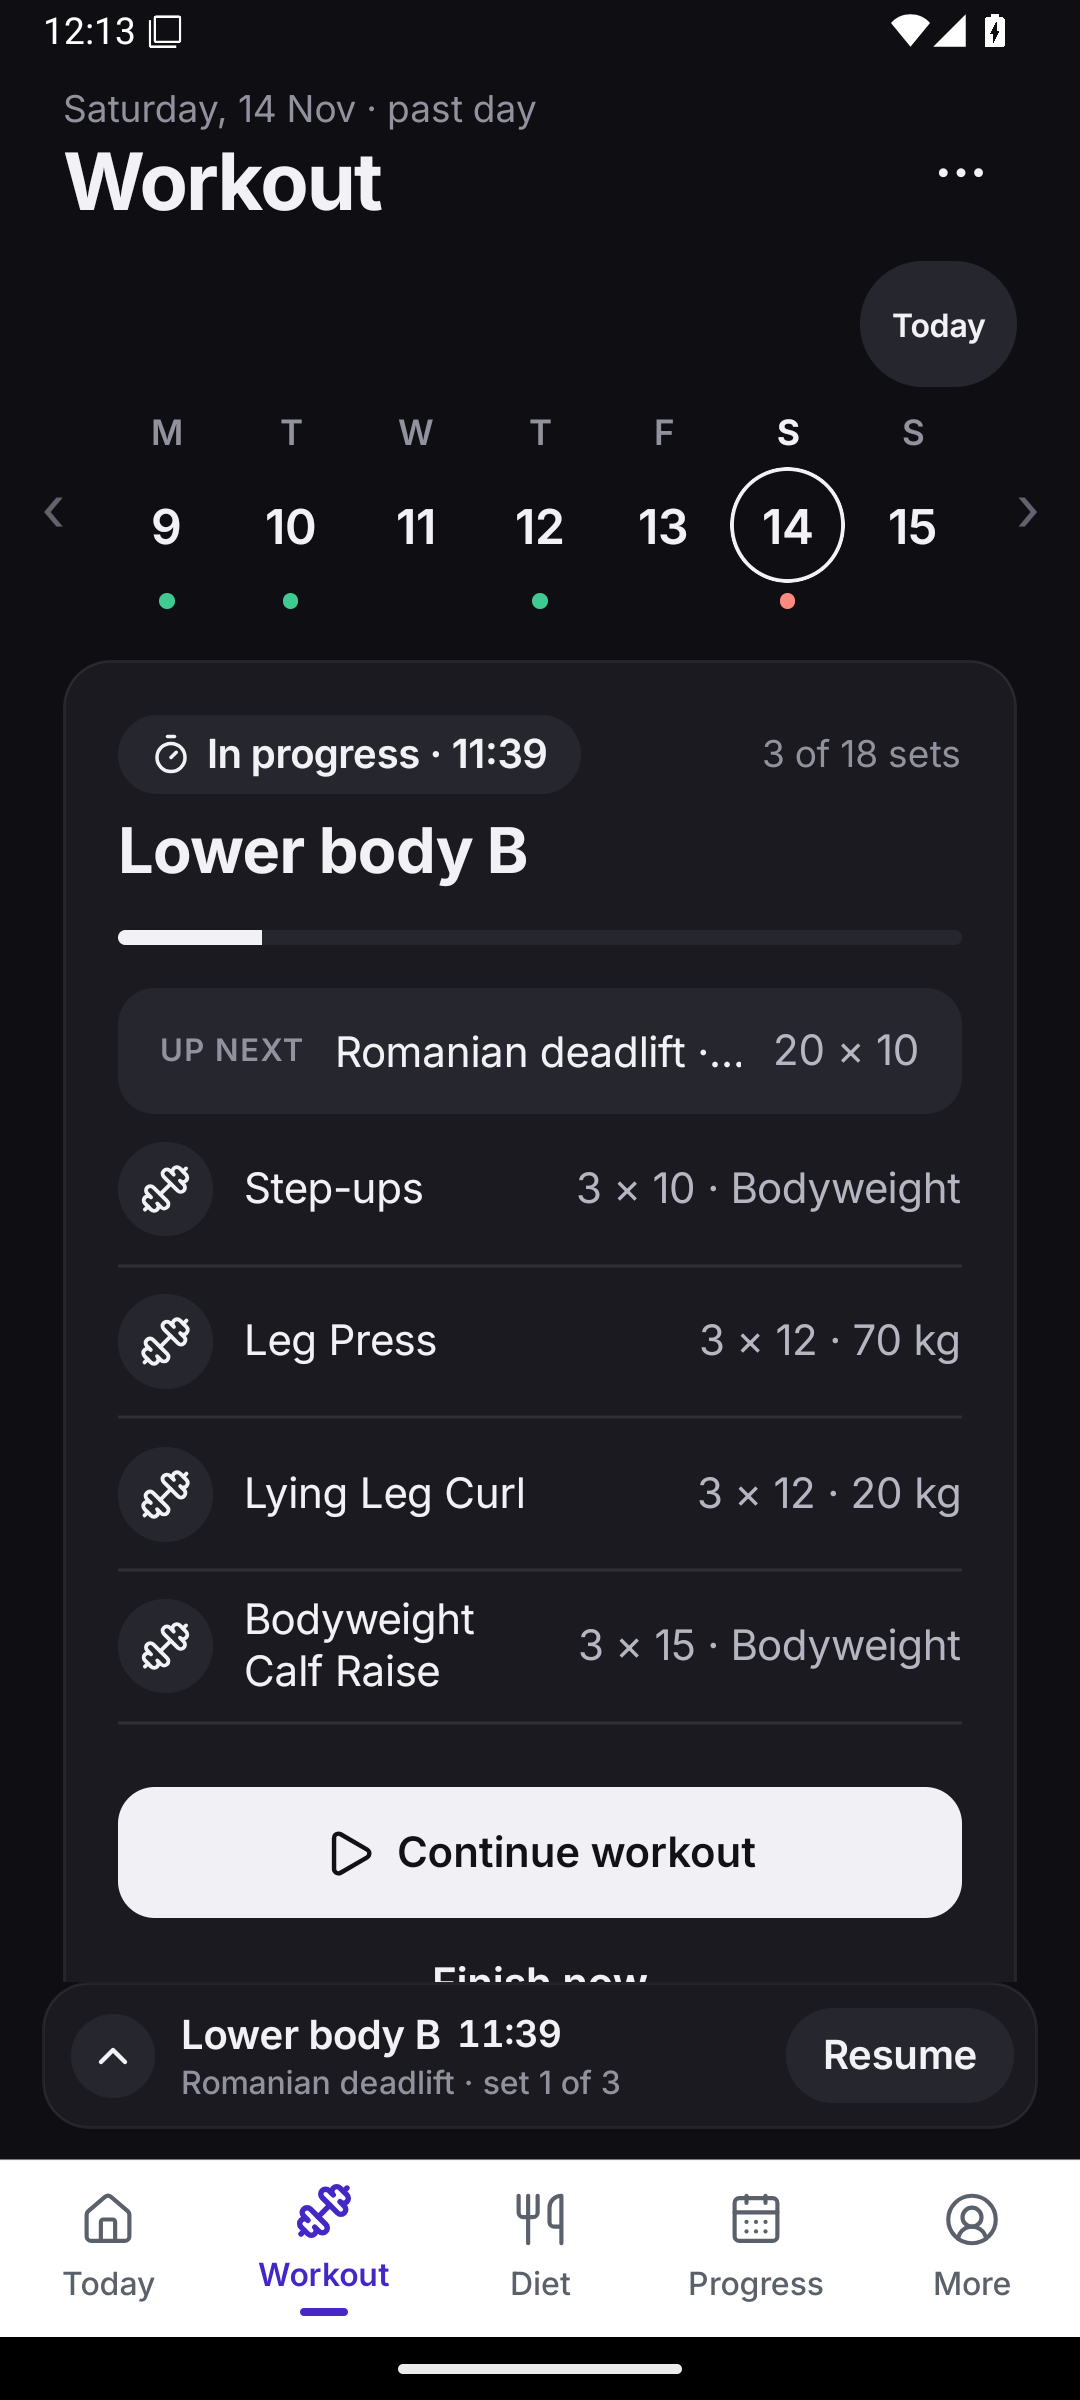 12:13
Saturday, 14 Nov · past day
Workout
Today
M T W T F S S
9 10 11 12 13 14 15
In progress · 11:39
3 of 18 sets
Lower body B
UP NEXT Romanian deadlift ·... 20 × 10
Step-ups 3 × 10 · Bodyweight
Leg Press 3 × 12 · 70 kg
Lying Leg Curl 3 × 12 · 20 kg
Bodyweight
Calf Raise 3 × 15 · Bodyweight
Continue workout
Finish now
Lower body B 11:39
Romanian deadlift · set 1 of 3
Resume
Today Workout Diet Progress More